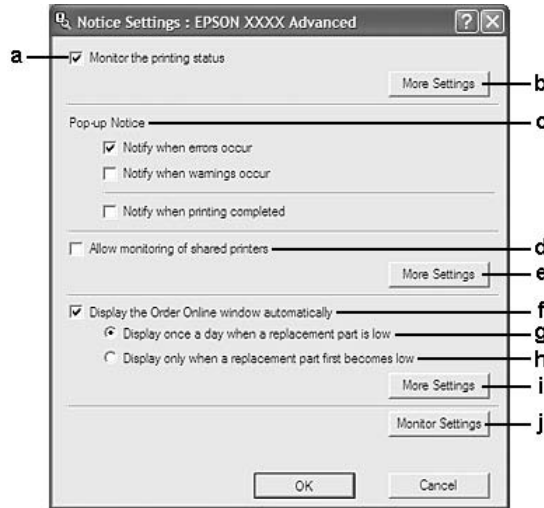 Notice Settings : EPSON XXXX Advanced
a
Monitor the printing status
More Settings
b
Pop-up Notice
c
Notify when errors occur
Notify when warnings occur
Notify when printing completed
Allow monitoring of shared printers
d
More Settings
e
Display the Order Online window automatically
f
Display once a day when a replacement part is low
g
Display only when a replacement part first becomes low
h
More Settings
i
Monitor Settings
j
OK
Cancel